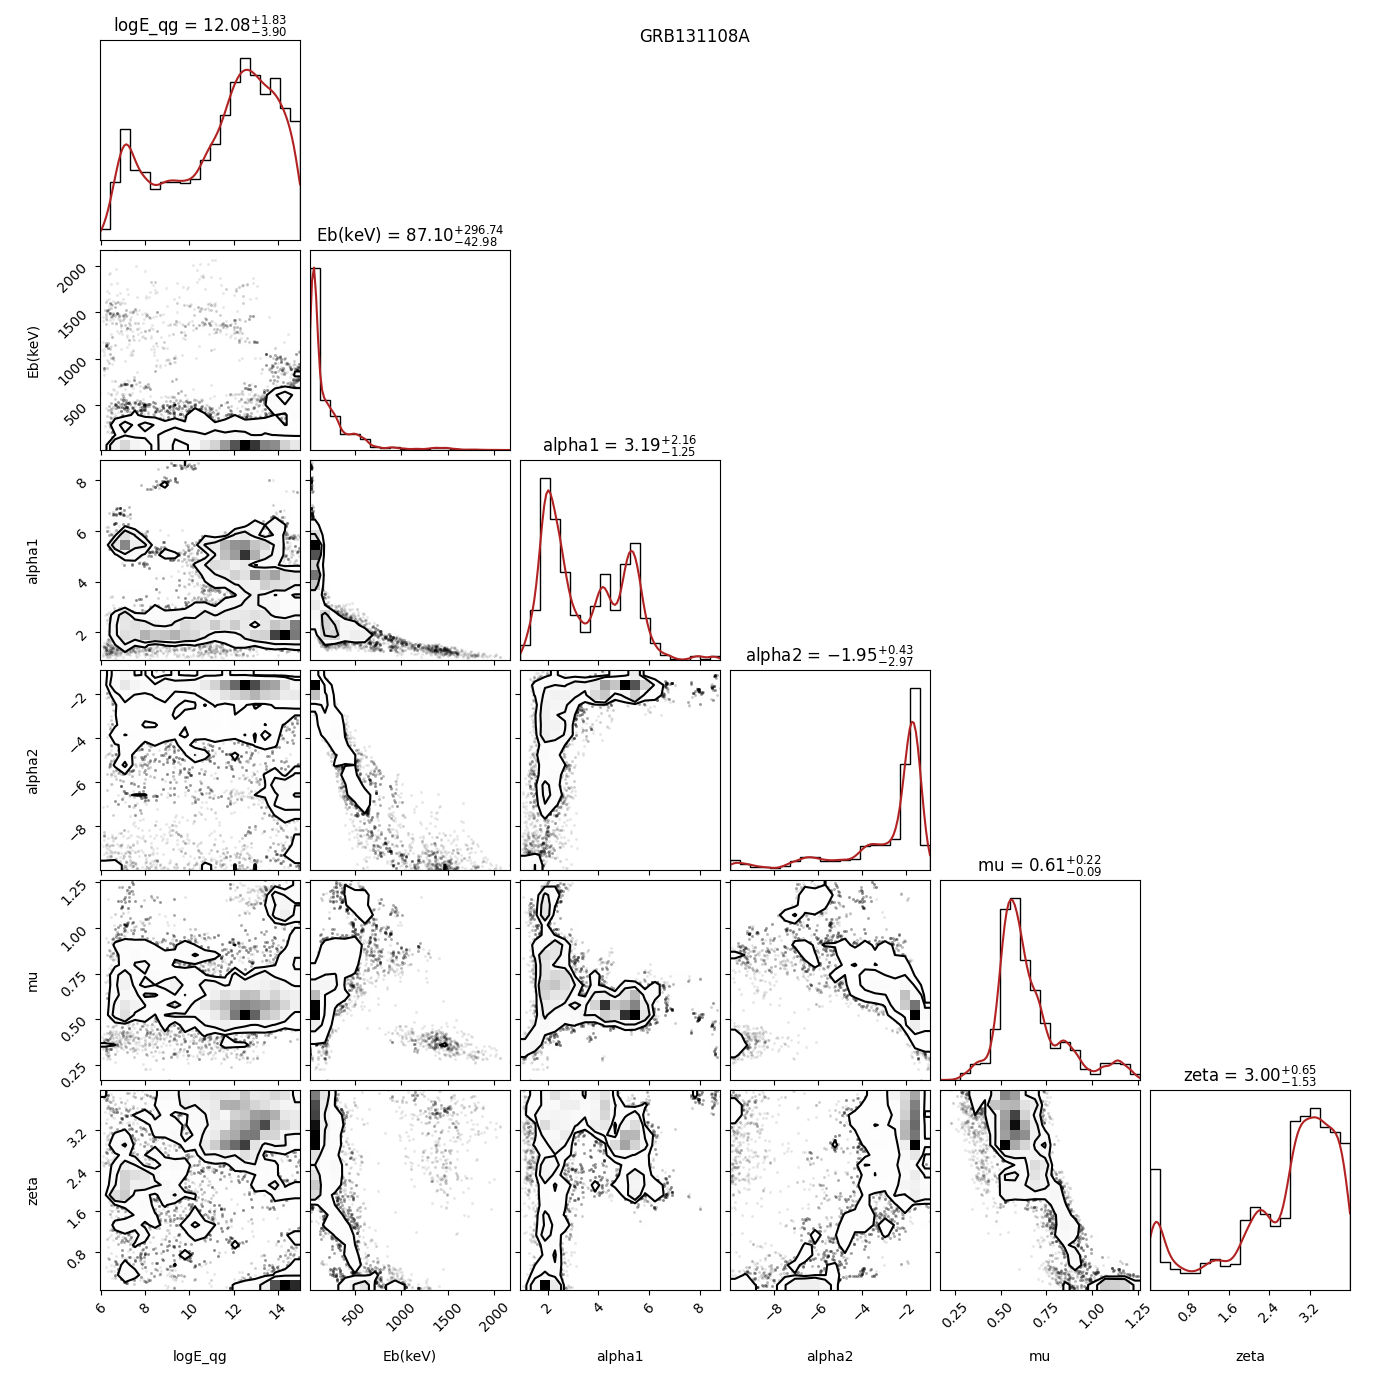 GRB131108A
logE_qg = 12.08+1.83 −3.90
Eb(keV) = 87.10+296.74 −42.98
2000
1500
1000
500
Eb(keV)
alpha1 = 3.19+2.16 −1.25
8
6
4
2
alpha1
alpha2 = −1.95+0.43 −2.97
−2
−4
−6
−8
alpha2
mu = 0.61+0.22 −0.09
1.25
1.00
0.75
0.50
0.25
mu
zeta = 3.00+0.65 −1.53
3.2
2.4
1.6
0.8
zeta
6 8 10 12 14
500 1000 1500 2000
2 4 6 8
−8 −6 −4 −2
0.25 0.50 0.75 1.00 1.25
0.8 1.6 2.4 3.2
logE_qg Eb(keV) alpha1 alpha2 mu zeta